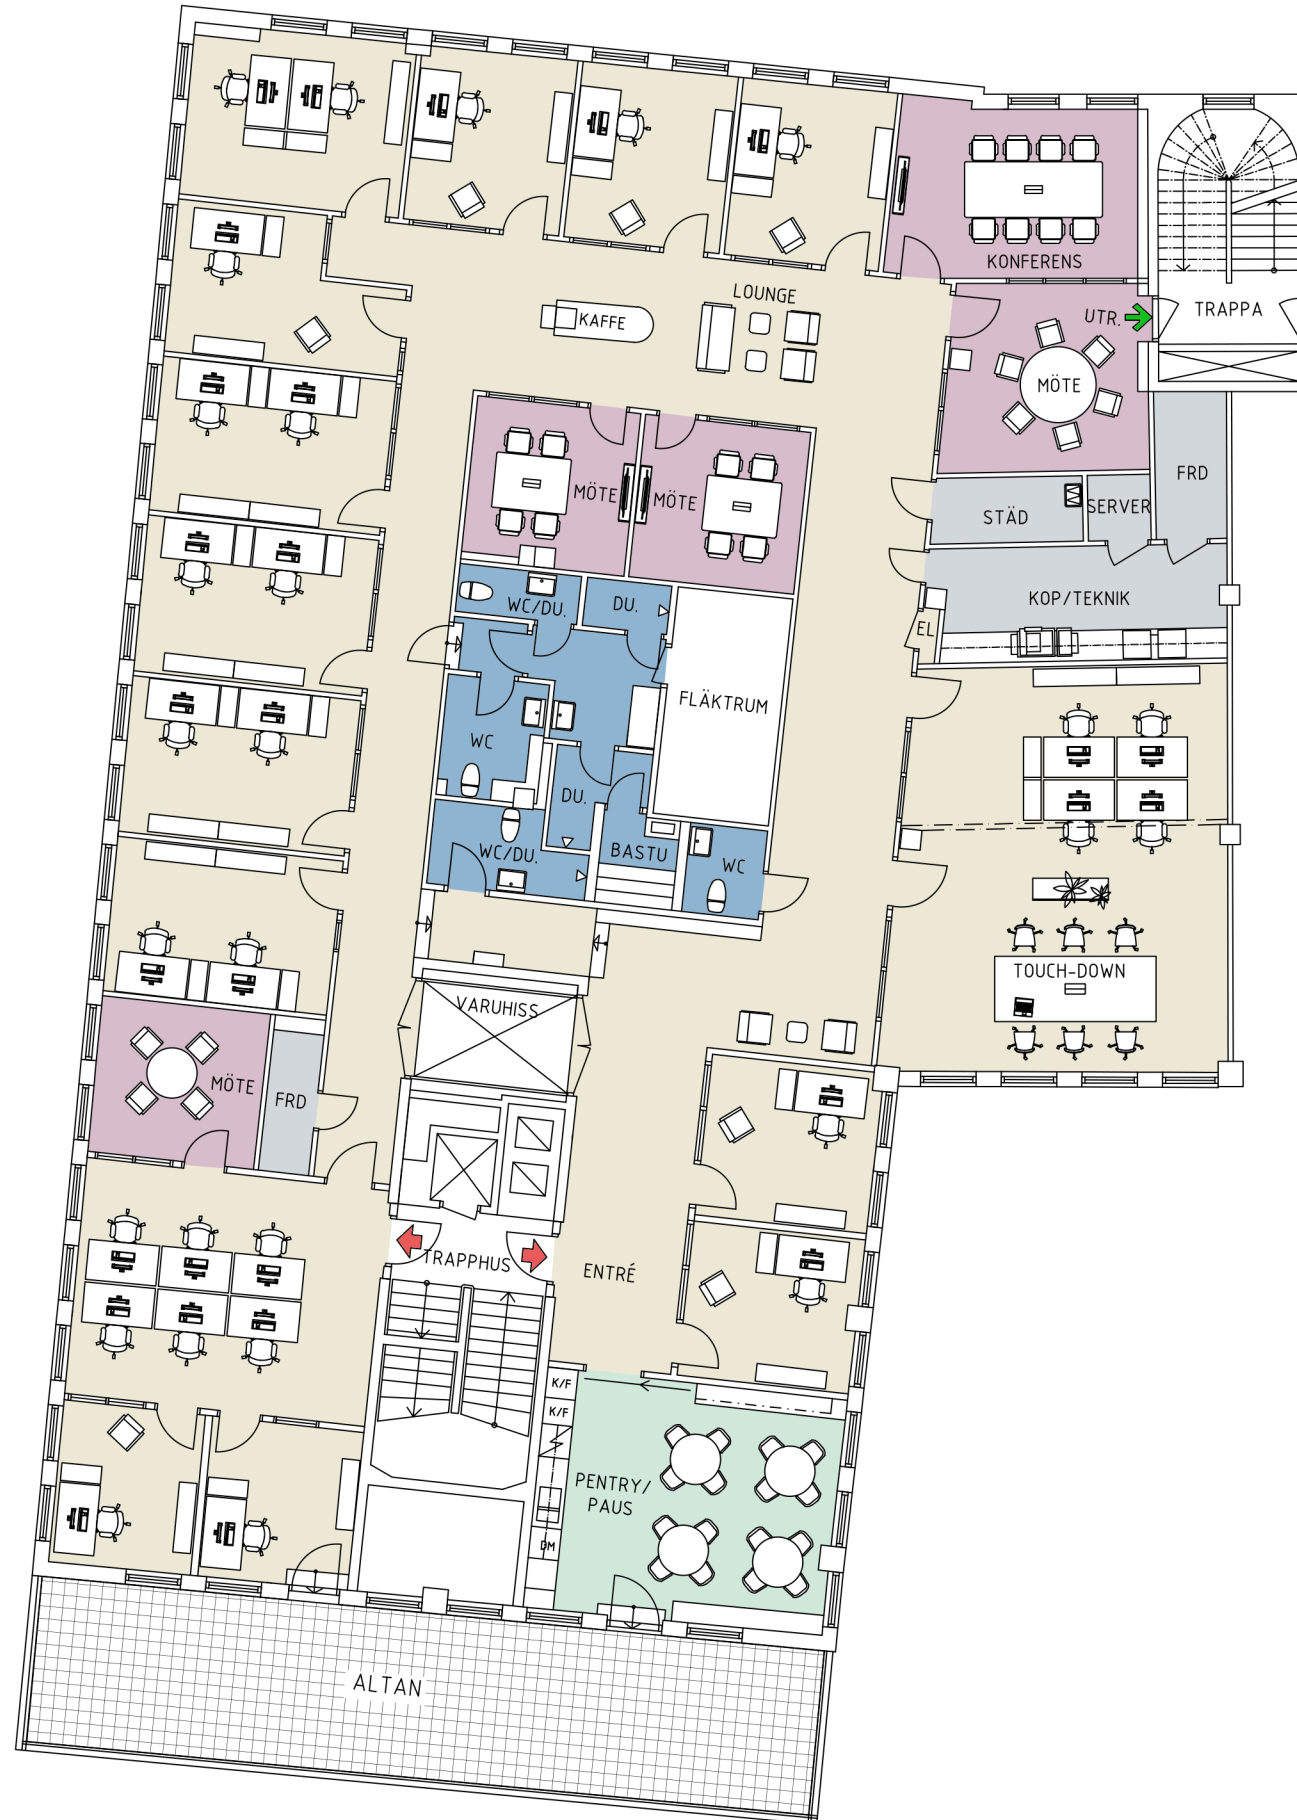 KONFERENS
LOUNGE
KAFFE
UTR.
TRAPPA
MÖTE
MÖTE
MÖTE
FRD
STÄD
SERVER
WC/DU.
DU.
KOP/TEKNIK
EL
FLÄKTRUM
WC
DU.
WC/DU.
BASTU
WC
TOUCH-DOWN
VARUHISS
MÖTE
FRD
TRAPPHUS
ENTRÉ
K/F
K/F
PENTRY/
PAUS
DM
ALTAN